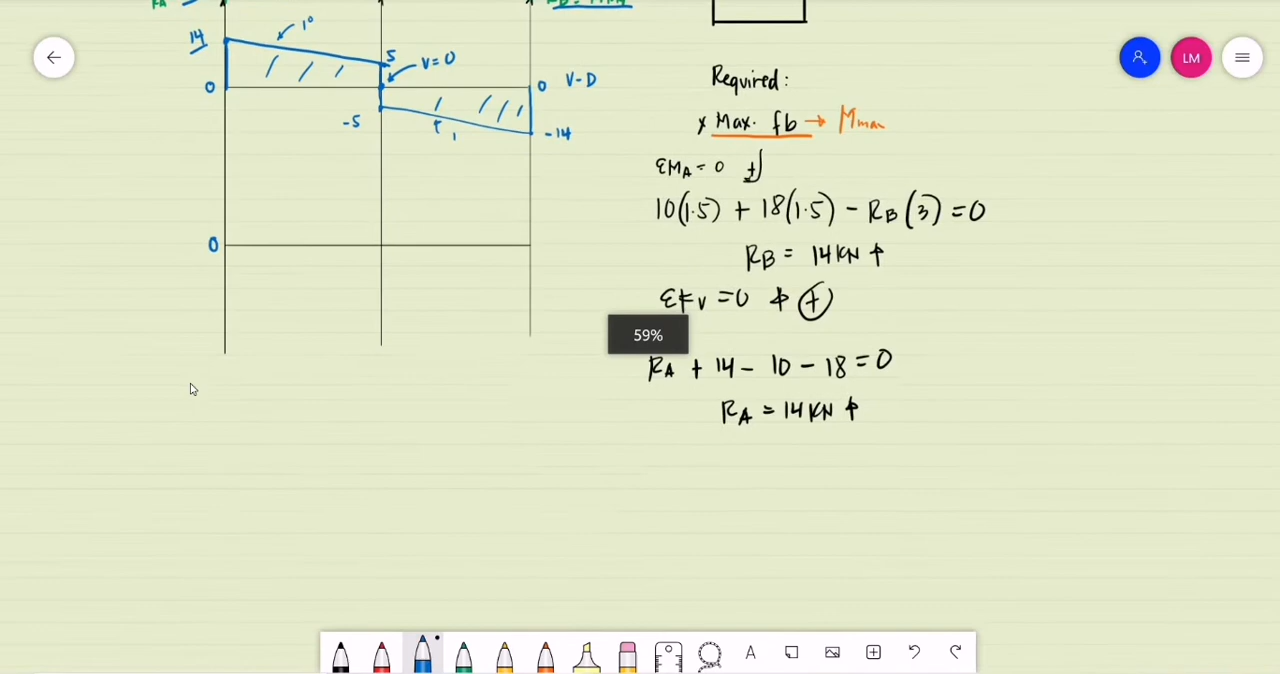 14
1°
5
V=0
0
0 V-D
-5
-14
0
Required:
x Max. fb → Mmax
ΣMA = 0 +
10(1.5) + 18(1.5) - RB(3) = 0
RB = 14 KN ↑
ΣFv = 0 ↑ +
59%
RA + 14 - 10 - 18 = 0
RA = 14 KN ↑
LM
A